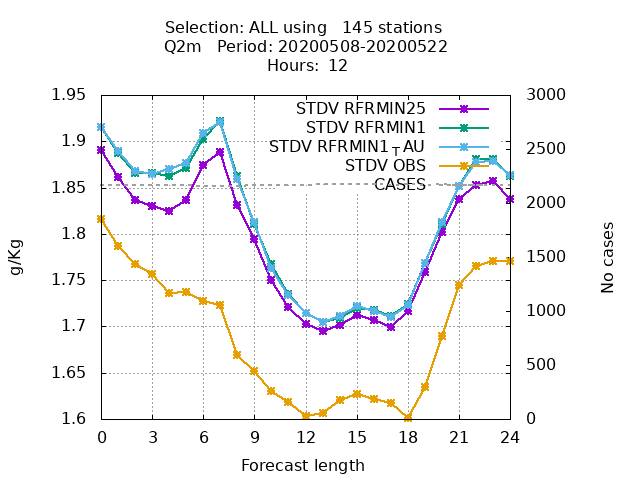 Selection: ALL using   145 stations
Q2m   Period: 20200508-20200522
Hours:  12
1.95
1.9
1.85
1.8
1.75
1.7
1.65
1.6
g/Kg
STDV RFRMIN25
STDV RFRMIN1
STDV RFRMIN1┬AU
STDV OBS
CASES
3000
2500
2000
1500
1000
500
0
No cases
0 3 6 9 12 15 18 21 24
Forecast length